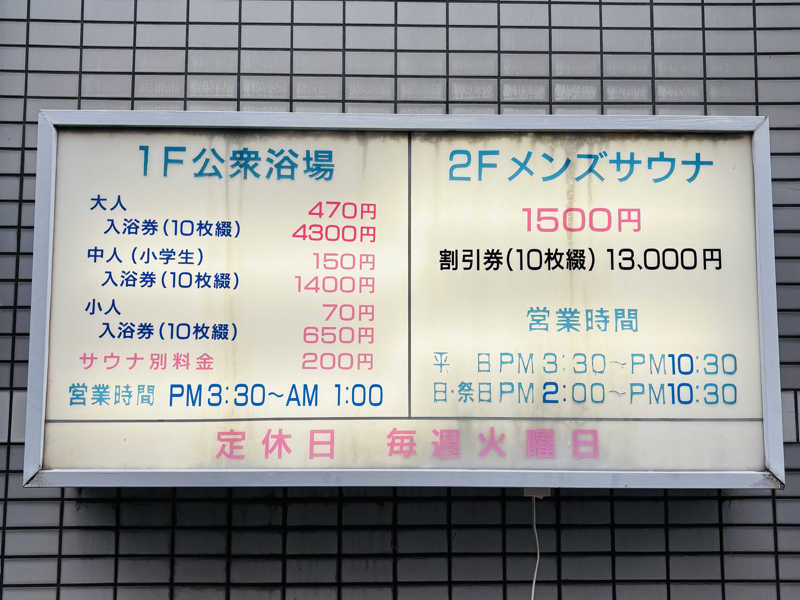 1F公衆浴場
大人 470円
入浴券(10枚綴) 4300円
中人(小学生) 150円
入浴券(10枚綴) 1400円
小人 70円
入浴券(10枚綴) 650円
サウナ別料金 200円
営業時間 PM3:30～AM 1:00
2Fメンズサウナ
1500円
割引券(10枚綴) 13,000円
営業時間
平 日PM 3:30～PM10:30
日・祭日PM 2:00～PM10:30
定休日 毎週火曜日